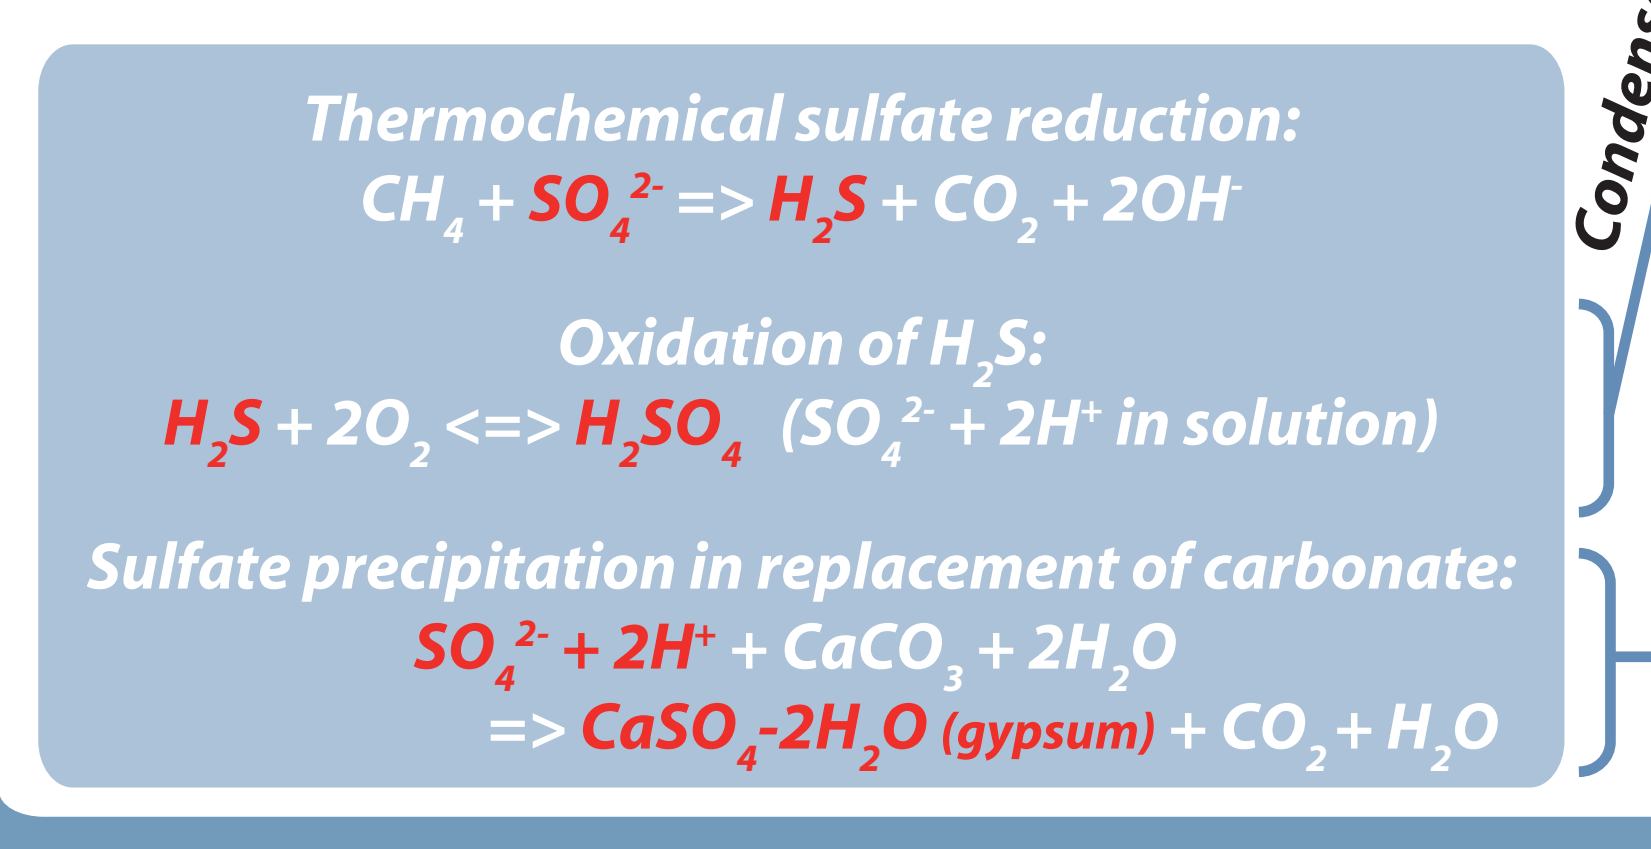 Thermochemical sulfate reduction:
CH₄ + SO₄²⁻ => H₂S + CO₂ + 2OH⁻
Oxidation of H₂S:
H₂S + 2O₂ <=> H₂SO₄ (SO₄²⁻ + 2H⁺ in solution)
Sulfate precipitation in replacement of carbonate:
SO₄²⁻ + 2H⁺ + CaCO₃ + 2H₂O
=> CaSO₄-2H₂O (gypsum) + CO₂ + H₂O